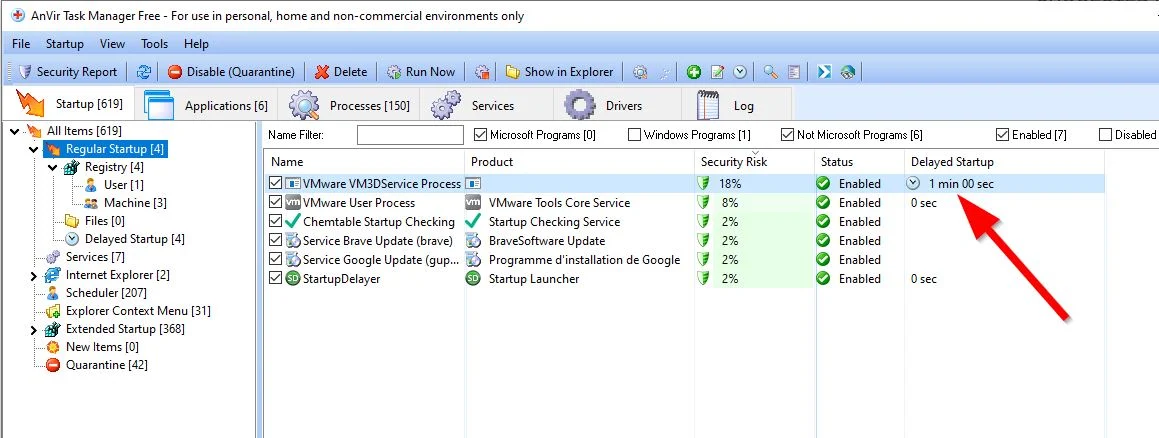 AnVir Task Manager Free - For use in personal, home and non-commercial environments only
File Startup View Tools Help
Security Report Disable (Quarantine) Delete Run Now Show in Explorer
Startup [619] Applications [6] Processes [150] Services Drivers Log
All Items [619]
Regular Startup [4]
Registry [4]
User [1]
Machine [3]
Files [0]
Delayed Startup [4]
Services [7]
Internet Explorer [2]
Scheduler [207]
Explorer Context Menu [31]
Extended Startup [368]
New Items [0]
Quarantine [42]
Name Filter: Microsoft Programs [0] Windows Programs [1] Not Microsoft Programs [6] Enabled [7] Disabled
Name Product Security Risk Status Delayed Startup
VMware VM3DService Process 18% Enabled 1 min 00 sec
vm VMware User Process vm VMware Tools Core Service 8% Enabled 0 sec
Chemtable Startup Checking Startup Checking Service 2% Enabled
Service Brave Update (brave) BraveSoftware Update 2% Enabled
Service Google Update (gup... Programme d'installation de Google 2% Enabled
SD StartupDelayer SD Startup Launcher 2% Enabled 0 sec